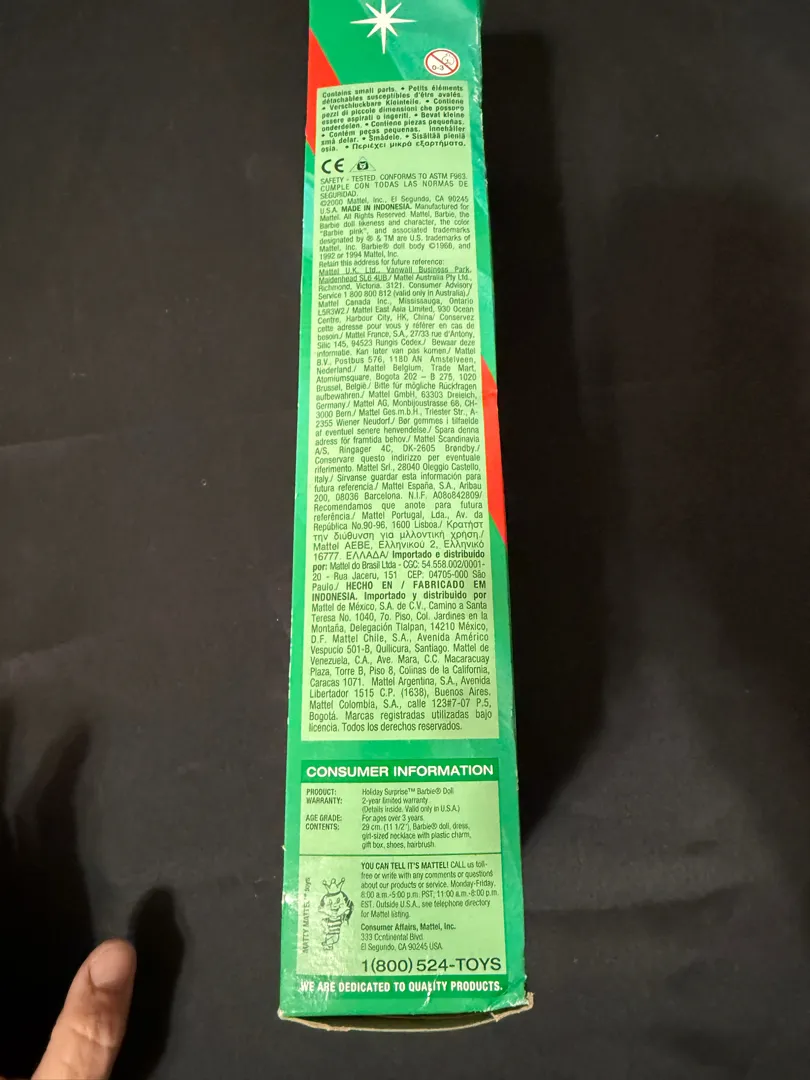 0-3
Contains small parts. • Petits éléments
détachables susceptibles d'être avalés.
• Verschluckbare Kleinteile. • Contiene
pezzi di piccole dimensioni che possono
essere aspirati o ingeriti. • Bevat kleine
onderdelen. • Contiene piezas pequeñas.
• Contém peças pequenas. Innehåller
små delar. • Smådele. • Sisältää pieniä
osia. • Περιέχει μικρά εξαρτήματα.
CE
SAFETY - TESTED. CONFORMS TO ASTM F963.
CUMPLE CON TODAS LAS NORMAS DE
SEGURIDAD.
©2000 Mattel, Inc., El Segundo, CA 90245
U.S.A. MADE IN INDONESIA. Manufactured for
Mattel. All Rights Reserved. Mattel, Barbie, the
Barbie doll likeness and character, the color
"Barbie pink", and associated trademarks
designated by ® & TM are U.S. trademarks of
Mattel, Inc. Barbie® doll body ©1966, and
1992 or 1994 Mattel, Inc.
Retain this address for future reference:
Mattel U.K. Ltd., Vanwall Business Park,
Maidenhead SL6 4UB./ Mattel Australia Pty Ltd.,
Richmond, Victoria. 3121. Consumer Advisory
Service 1 800 800 812 (valid only in Australia)./
Mattel Canada Inc., Mississauga, Ontario
L5R3W2./ Mattel East Asia Limited, 930 Ocean
Centre, Harbour City, HK, China/ Conservez
cette adresse pour vous y référer en cas de
besoin./ Mattel France, S.A., 27/33 rue d'Antony,
Silic 145, 94523 Rungis Cedex./ Bewaar deze
informatie. Kan later van pas komen./ Mattel
B.V., Postbus 576, 1180 AN Amstelveen,
Nederland./ Mattel Belgium, Trade Mart,
Atomiumsquare, Bogota 202 – B 275, 1020
Brussel, Belgie./ Bitte für mögliche Rückfragen
aufbewahren./ Mattel GmbH, 63303 Dreieich,
Germany./ Mattel AG, Monbijoustrasse 68, CH-
3000 Bern./ Mattel Ges.m.b.H., Triester Str., A-
2355 Wiener Neudorf./ Bør gemmes i tilfælde
af eventuel senere henvendelse./ Spara denna
adress för framtida behov./ Mattel Scandinavia
A/S, Ringager 4C, DK-2605 Brøndby./
Conservare questo indirizzo per eventuale
riferimento. Mattel Srl., 28040 Oleggio Castello,
Italy./ Sirvanse guardar esta información para
futura referencia./ Mattel España, S.A., Aribau
200, 08036 Barcelona. N.I.F. A08o842809/
Recomendamos que anote para futura
referência./ Mattel Portugal, Lda., Av. da
República No.90-96, 1600 Lisboa./ Κρατήστ
την διύθυνση για μλλοντική χρήση./
Mattel AEBE, Ελληνικού 2, Ελληνικό
16777. ΕΛΛΑΔΑ/ Importado e distribuido
por: Mattel do Brasil Ltda - CGC: 54.558.002/0001-
20 - Rua Jaceru, 151 CEP: 04705-000 São
Paulo./ HECHO EN / FABRICADO EM
INDONESIA. Importado y distribuido por
Mattel de México, S.A. de C.V., Camino a Santa
Teresa No. 1040, 7o. Piso, Col. Jardines en la
Montaña, Delegación Tlalpan, 14210 México,
D.F. Mattel Chile, S.A., Avenida Américo
Vespucio 501-B, Quilicura, Santiago. Mattel de
Venezuela, C.A., Ave. Mara, C.C. Macaracuay
Plaza, Torre B, Piso 8, Colinas de la California,
Caracas 1071. Mattel Argentina, S.A., Avenida
Libertador 1515 C.P. (1638), Buenos Aires.
Mattel Colombia, S.A., calle 123#7-07 P.5,
Bogotá. Marcas registradas utilizadas bajo
licencia. Todos los derechos reservados.
CONSUMER INFORMATION
PRODUCT: Holiday Surprise™ Barbie® Doll
WARRANTY: 2-year limited warranty
(Details inside. Valid only in U.S.A.)
AGE GRADE: For ages over 3 years.
CONTENTS: 29 cm. (11 1/2"), Barbie® doll, dress,
girl-sized necklace with plastic charm,
gift box, shoes, hairbrush.
MATTY MATTEL™ Says
YOU CAN TELL IT'S MATTEL! CALL us toll-
free or write with any comments or questions
about our products or service. Monday-Friday.
8:00 a.m.-5:00 p.m. PST; 11:00 a.m.-8:00 p.m.
EST. Outside U.S.A., see telephone directory
for Mattel listing.
Consumer Affairs, Mattel, Inc.
333 Continental Blvd.
El Segundo, CA 90245 USA.
1(800) 524-TOYS
WE ARE DEDICATED TO QUALITY PRODUCTS.